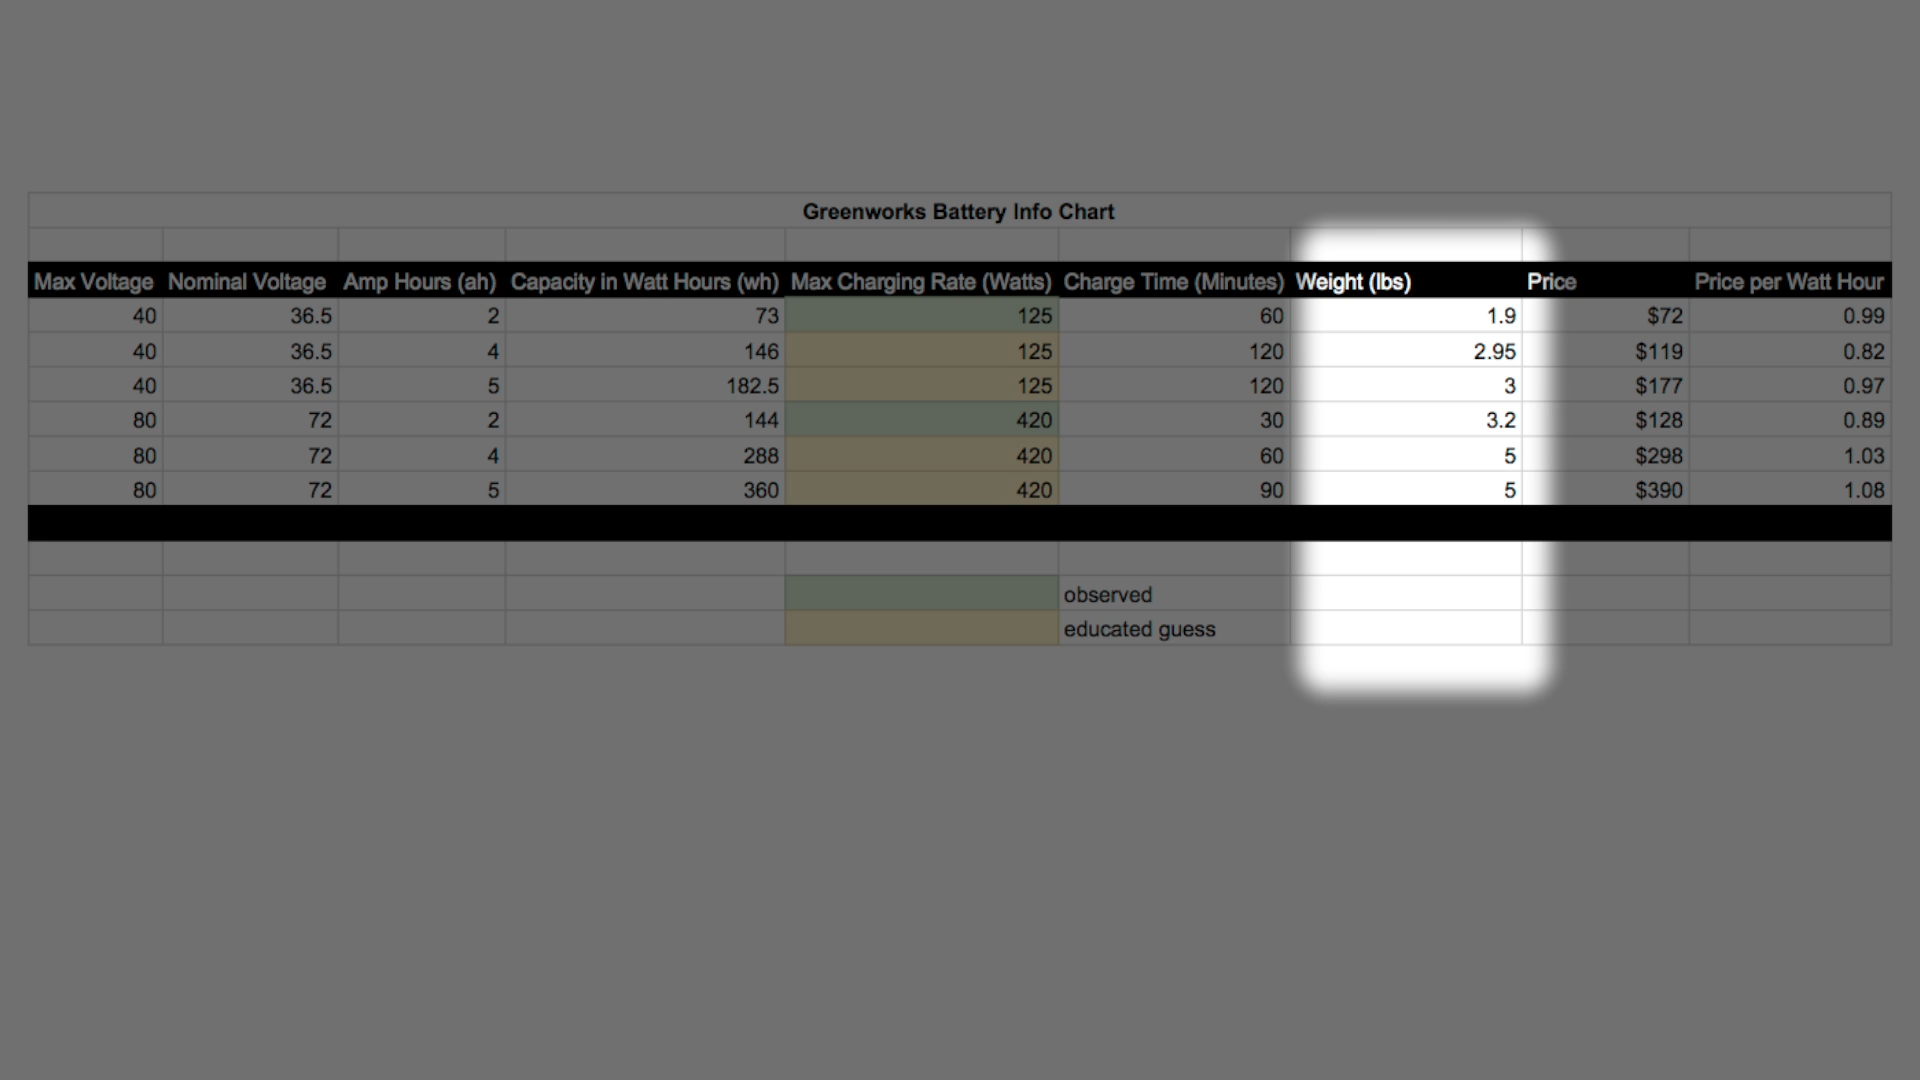 Greenworks Battery Info Chart
Max Voltage Nominal Voltage Amp Hours (ah) Capacity in Watt Hours (wh) Max Charging Rate (Watts) Charge Time (Minutes) Weight (lbs) Price Price per Watt Hour
40 36.5 2 73 125 60 1.9 $72 0.99
40 36.5 4 146 125 120 2.95 $119 0.82
40 36.5 5 182.5 125 120 3 $177 0.97
80 72 2 144 420 30 3.2 $128 0.89
80 72 4 288 420 60 5 $298 1.03
80 72 5 360 420 90 5 $390 1.08
observed
educated guess